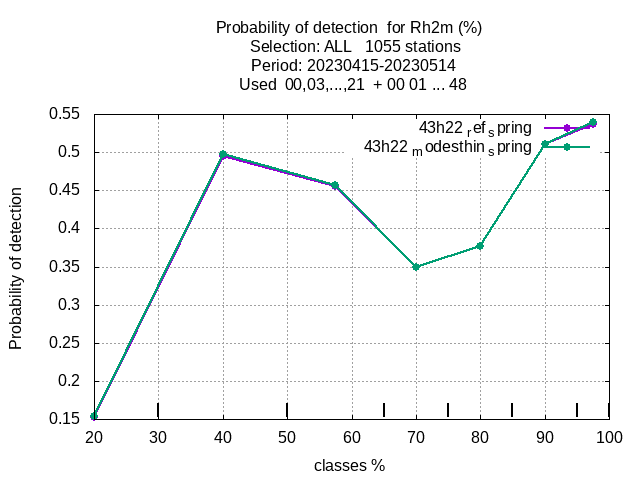 Probability of detection  for Rh2m (%)
Selection: ALL   1055 stations
Period: 20230415-20230514
Used  00,03,...,21  + 00 01 ... 48
43h22 ref spring
43h22 modesthin spring
Probability of detection
0.55
0.5
0.45
0.4
0.35
0.3
0.25
0.2
0.15
20 30 40 50 60 70 80 90 100
classes %